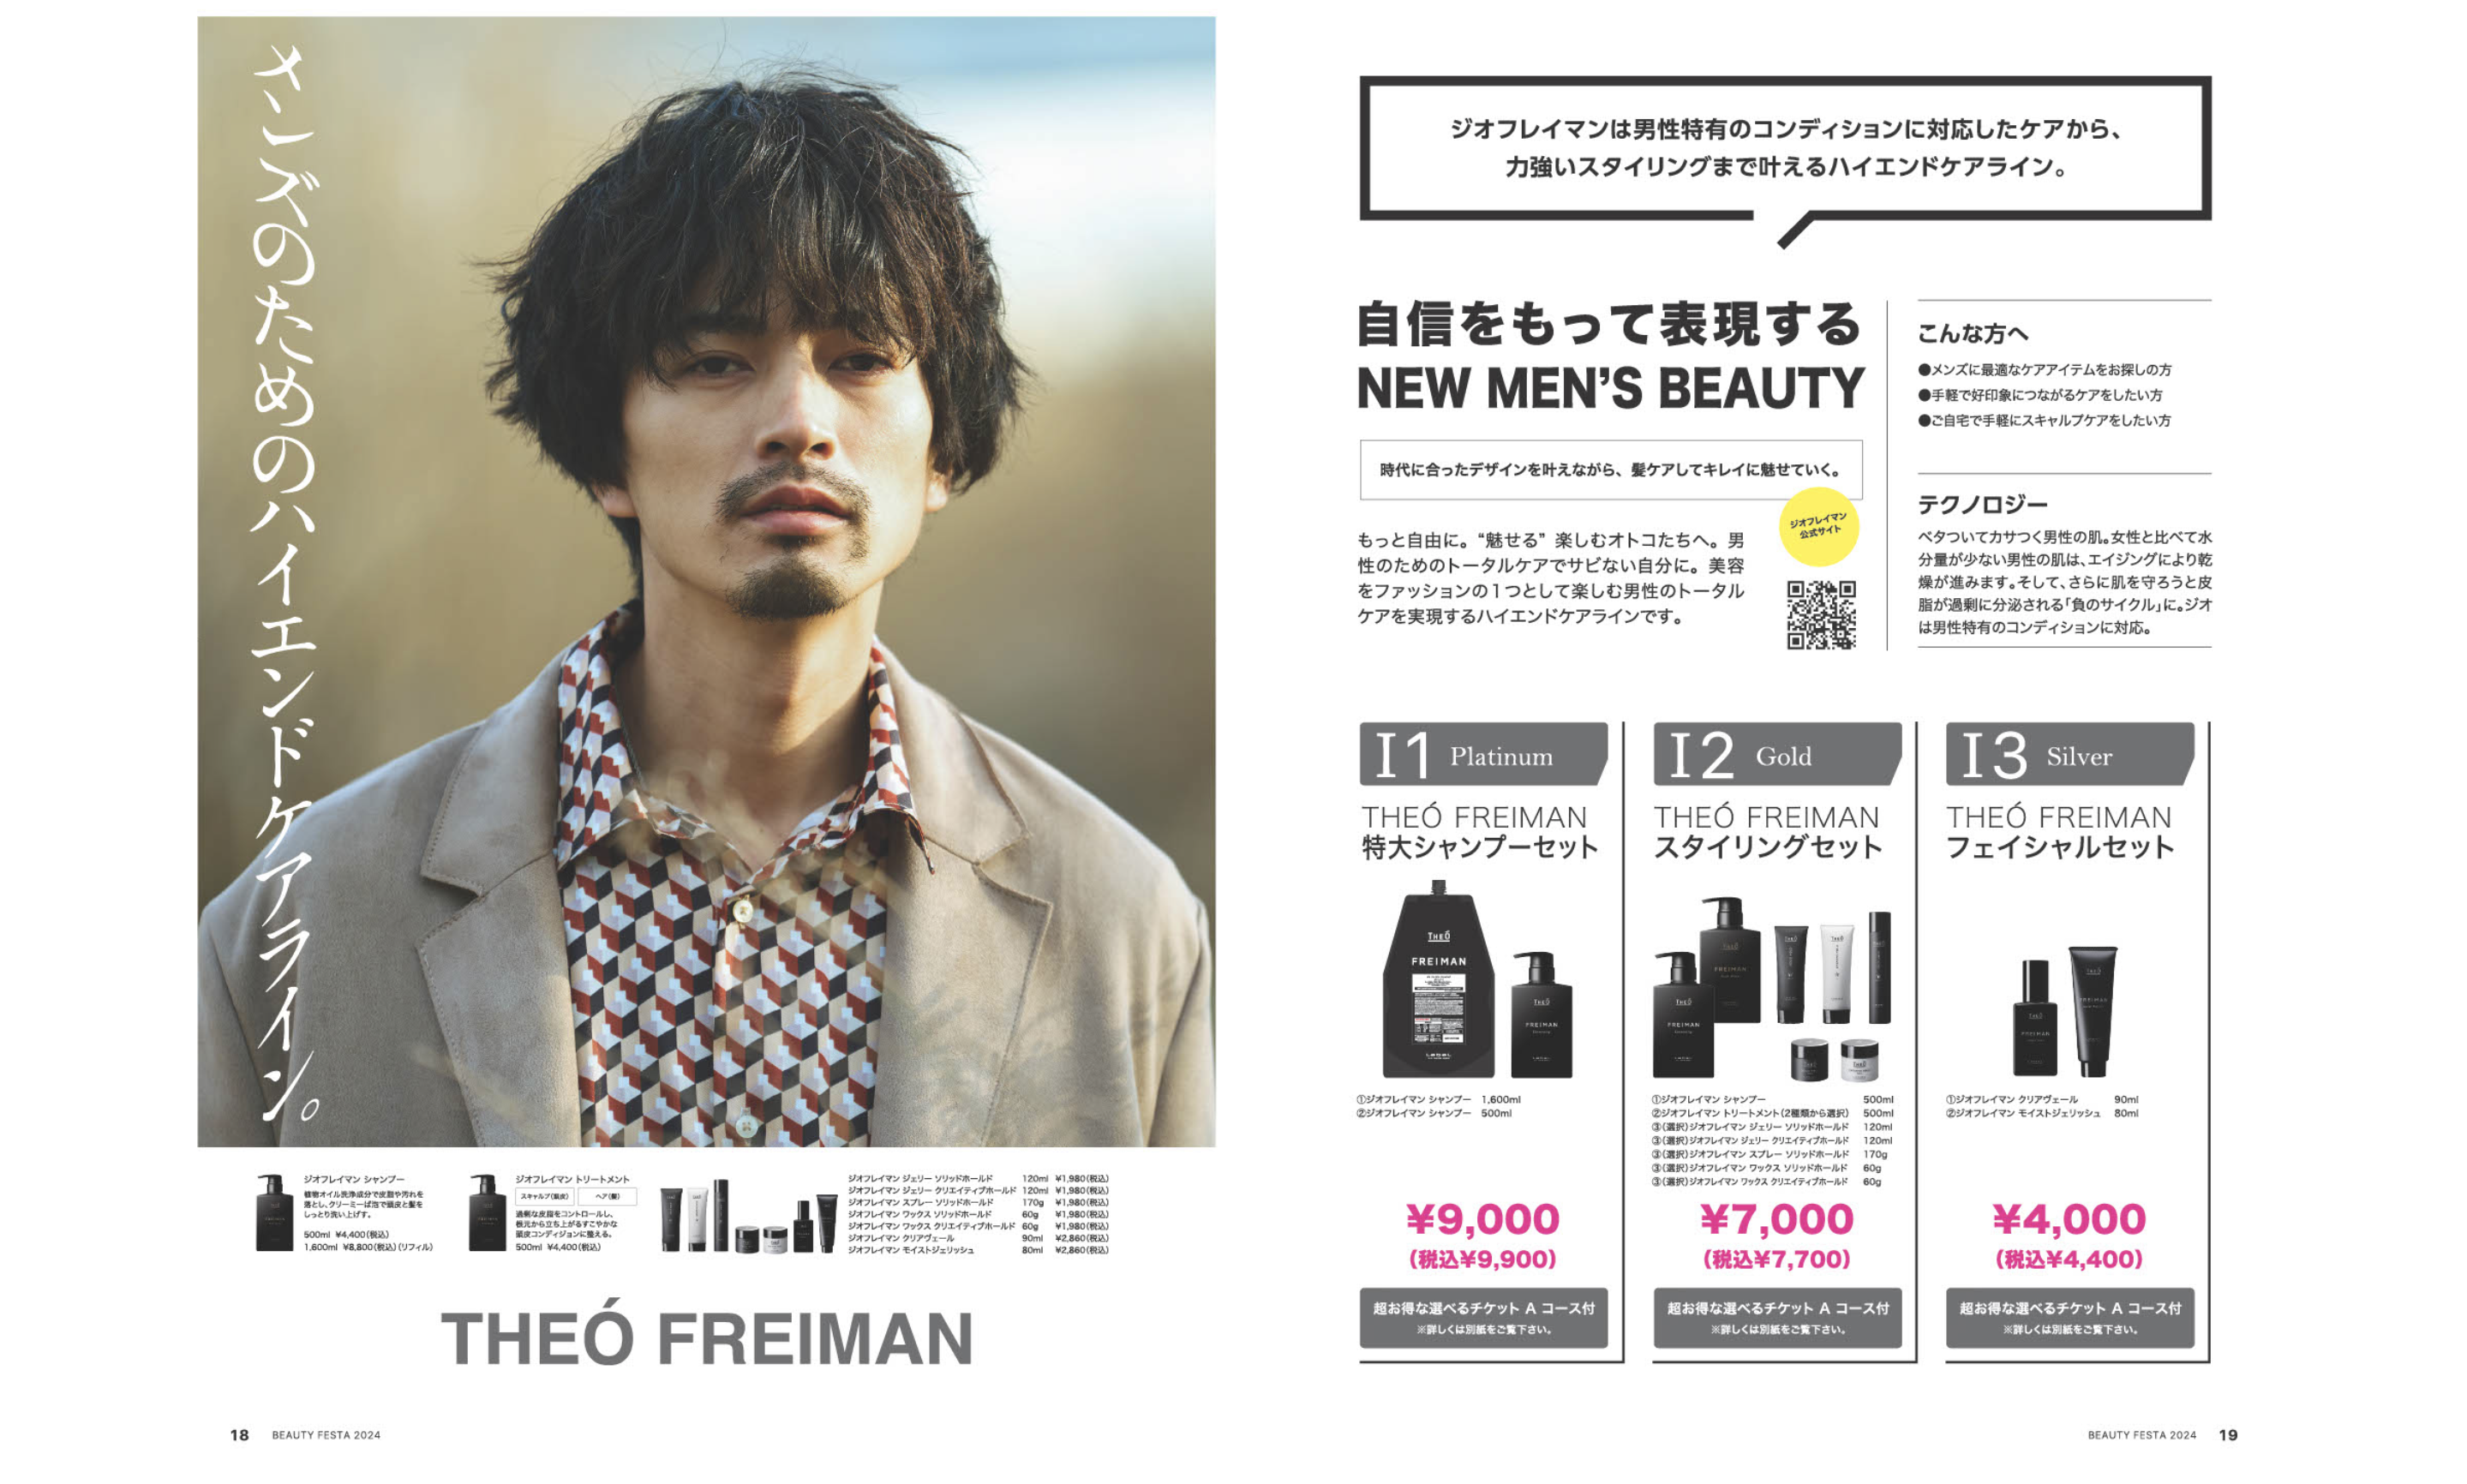 メンズのためのハイエンドケアライン。
ジオフレイマン シャンプー
植物オイル洗浄成分で皮脂や汚れを
落とし、クリーミーな泡で頭皮と髪を
しっとり洗い上げす。
500ml ¥4,400(税込)
1,600ml ¥8,800(税込)(リフィル)
ジオフレイマン トリートメント
スキャルプ(頭皮) ヘア(髪)
過剰な皮脂をコントロールし、
根元から立ち上がるすこやかな
頭皮コンディションに整える。
500ml ¥4,400(税込)
ジオフレイマン ジェリー ソリッドホールド 120ml ¥1,980(税込)
ジオフレイマン ジェリー クリエイティブホールド 120ml ¥1,980(税込)
ジオフレイマン スプレー ソリッドホールド 170g ¥1,980(税込)
ジオフレイマン ワックス ソリッドホールド 60g ¥1,980(税込)
ジオフレイマン ワックス クリエイティブホールド 60g ¥1,980(税込)
ジオフレイマン クリアヴェール 90ml ¥2,860(税込)
ジオフレイマン モイストジェリッシュ 80ml ¥2,860(税込)
THEÓ FREIMAN
18 BEAUTY FESTA 2024
ジオフレイマンは男性特有のコンディションに対応したケアから、
力強いスタイリングまで叶えるハイエンドケアライン。
自信をもって表現する
NEW MEN'S BEAUTY
時代に合ったデザインを叶えながら、髪ケアしてキレイに魅せていく。
もっと自由に。“魅せる”楽しむオトコたちへ。男
性のためのトータルケアでサビない自分に。美容
をファッションの1つとして楽しむ男性のトータル
ケアを実現するハイエンドケアラインです。
ジオフレイマン
公式サイト
こんな方へ
●メンズに最適なケアアイテムをお探しの方
●手軽で好印象につながるケアをしたい方
●ご自宅で手軽にスキャルプケアをしたい方
テクノロジー
ベタついてカサつく男性の肌。女性と比べて水
分量が少ない男性の肌は、エイジングにより乾
燥が進みます。そして、さらに肌を守ろうと皮
脂が過剰に分泌される「負のサイクル」に。ジオ
は男性特有のコンディションに対応。
I1 Platinum
THEÓ FREIMAN
特大シャンプーセット
THEÓ
FREIMAN
LebeL
THEÓ
FREIMAN
①ジオフレイマン シャンプー 1,600ml
②ジオフレイマン シャンプー 500ml
¥9,000
(税込¥9,900)
超お得な選べるチケット A コース付
※詳しくは別紙をご覧下さい。
I2 Gold
THEÓ FREIMAN
スタイリングセット
THEÓ
FREIMAN
THEÓ
FREIMAN
①ジオフレイマン シャンプー 500ml
②ジオフレイマン トリートメント(2種類から選択) 500ml
③(選択)ジオフレイマン ジェリー ソリッドホールド 120ml
③(選択)ジオフレイマン ジェリー クリエイティブホールド 120ml
③(選択)ジオフレイマン スプレー ソリッドホールド 170g
③(選択)ジオフレイマン ワックス ソリッドホールド 60g
③(選択)ジオフレイマン ワックス クリエイティブホールド 60g
¥7,000
(税込¥7,700)
超お得な選べるチケット A コース付
※詳しくは別紙をご覧下さい。
I3 Silver
THEÓ FREIMAN
フェイシャルセット
THEÓ
FREIMAN
THEÓ
FREIMAN
①ジオフレイマン クリアヴェール 90ml
②ジオフレイマン モイストジェリッシュ 80ml
¥4,000
(税込¥4,400)
超お得な選べるチケット A コース付
※詳しくは別紙をご覧下さい。
BEAUTY FESTA 2024 19